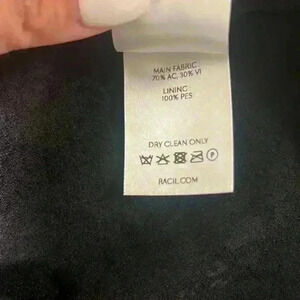 MAIN FABRIC
70% AC, 30% VI
LINING
100% PES
DRY CLEAN ONLY
P
RACIL.COM